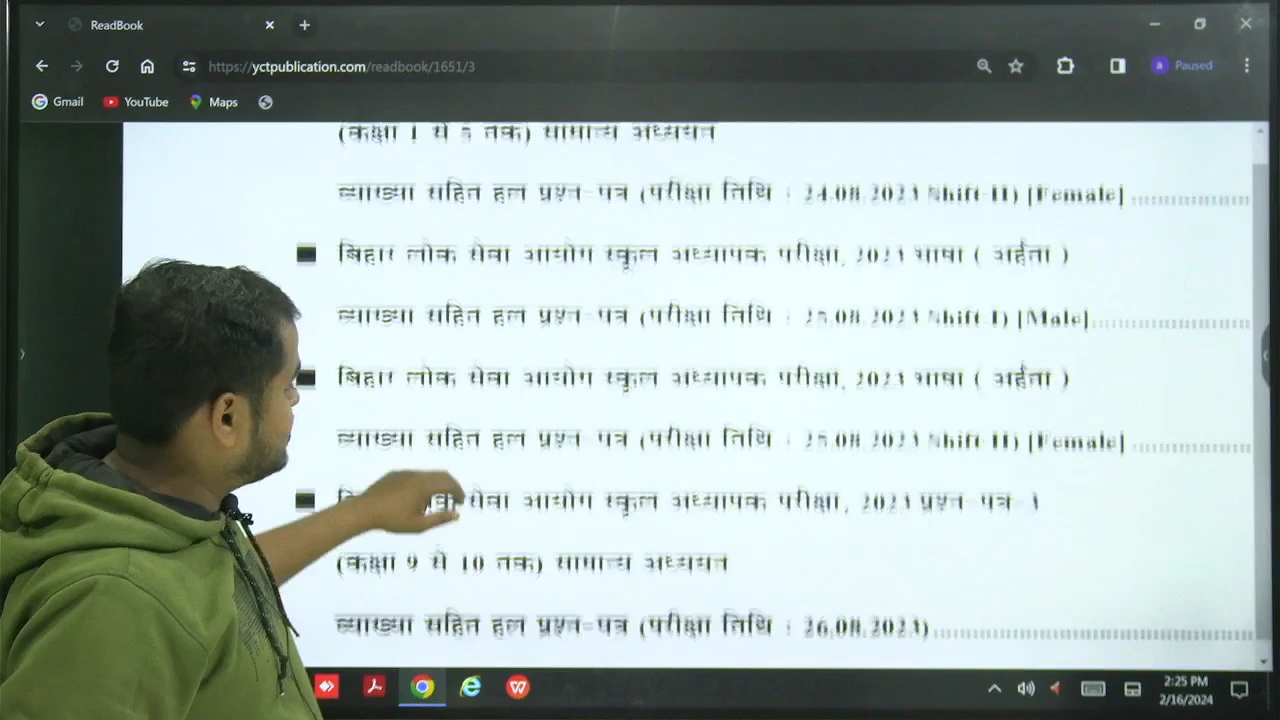 ReadBook
https://yctpublication.com/readbook/1651/3
a Paused
Gmail YouTube Maps
(कक्षा 1 से 5 तक) सामान्य अध्ययन
व्याख्या सहित हल प्रश्न-पत्र (परीक्षा तिथि : 24.08.2023 Shift-II) [Female]
बिहार लोक सेवा आयोग स्कूल अध्यापक परीक्षा, 2023 भाषा ( अर्हता )
व्याख्या सहित हल प्रश्न-पत्र (परीक्षा तिथि : 25.08.2023 Shift-I) [Male]
बिहार लोक सेवा आयोग स्कूल अध्यापक परीक्षा, 2023 भाषा ( अर्हता )
व्याख्या सहित हल प्रश्न-पत्र (परीक्षा तिथि : 25.08.2023 Shift-II) [Female]
सेवा आयोग स्कूल अध्यापक परीक्षा, 2023 प्रश्न-पत्र-3
(कक्षा 9 से 10 तक) सामान्य अध्ययन
व्याख्या सहित हल प्रश्न-पत्र (परीक्षा तिथि : 26.08.2023)
2:25 PM
2/16/2024